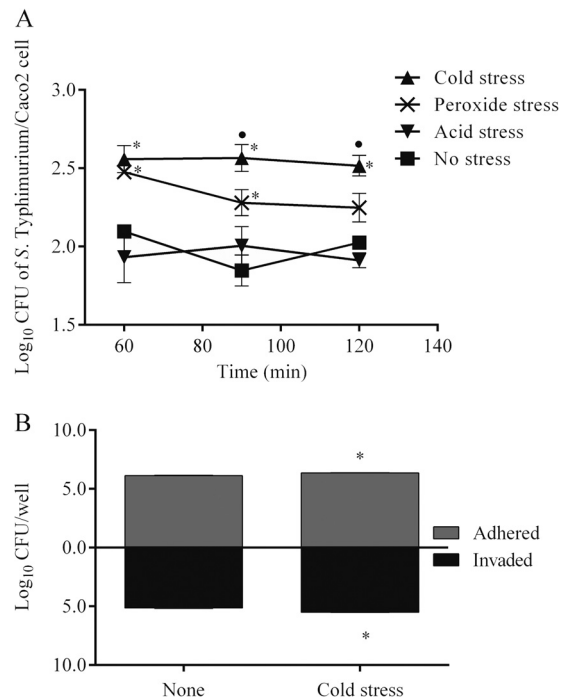 A
Log10 CFU of S. Typhimurium/Caco2 cell
3.0
2.5
2.0
1.5
60
80
100
120
140
Time (min)
Cold stress
Peroxide stress
Acid stress
No stress
*
*
*
*
*
B
Log10 CFU/well
10.0
5.0
0.0
5.0
10.0
*
*
Adhered
Invaded
None
Cold stress